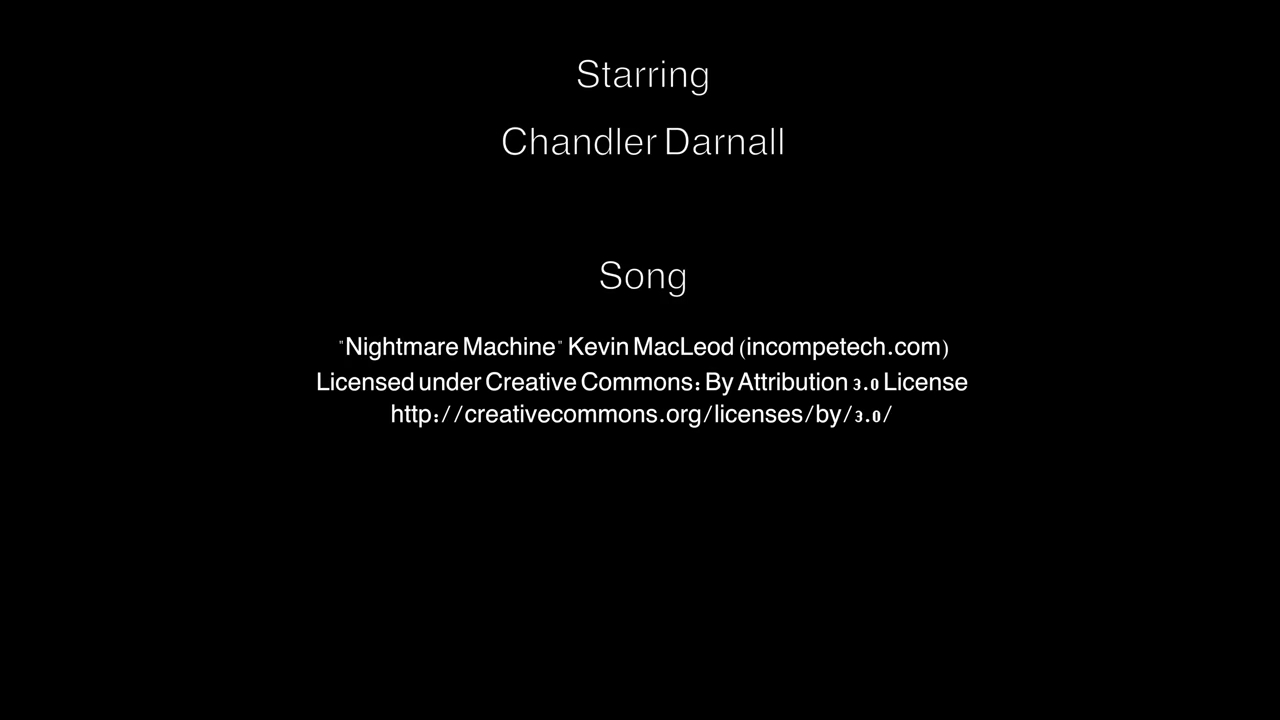 Starring
Chandler Darnall
Song
"Nightmare Machine" Kevin MacLeod (incompetech.com)
Licensed under Creative Commons: By Attribution 3.0 License
http://creativecommons.org/licenses/by/3.0/